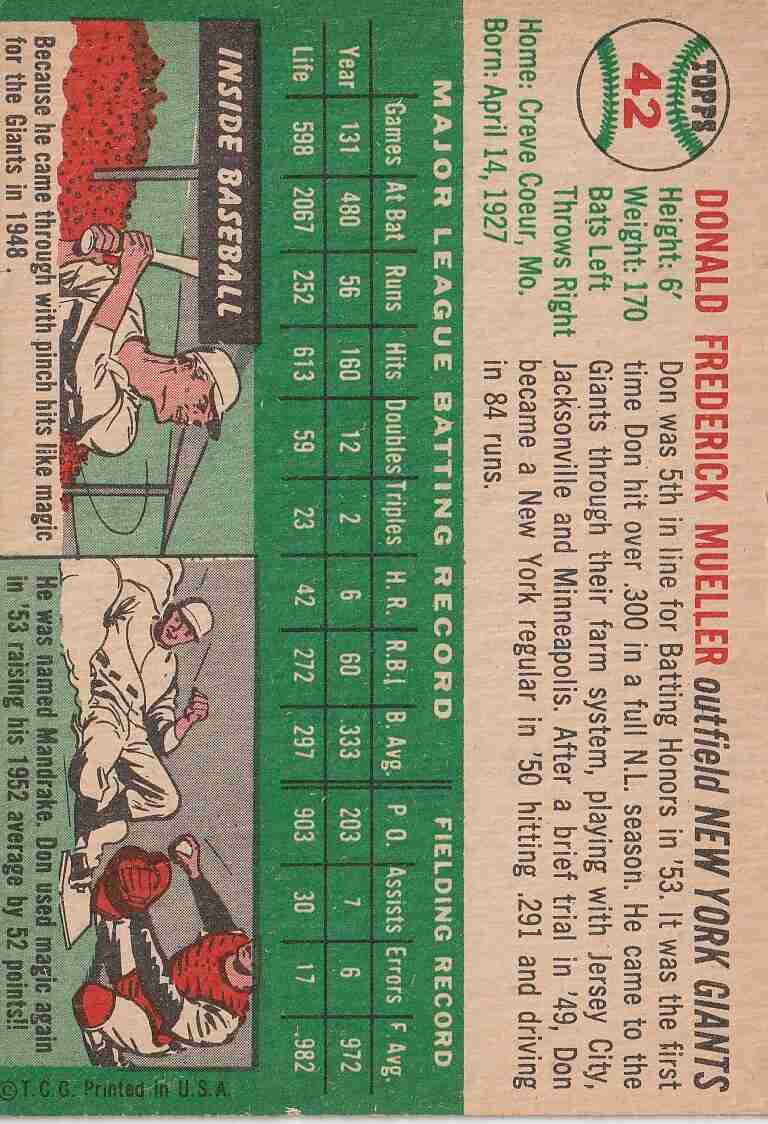 TOPPS
42
DONALD FREDERICK MUELLER outfield NEW YORK GIANTS
Height: 6'
Weight: 170
Bats Left
Throws Right
Home: Creve Coeur, Mo.
Born: April 14, 1927
Don was 5th in line for Batting Honors in '53. It was the first
time Don hit over .300 in a full N.L. season. He came to the
Giants through their farm system, playing with Jersey City,
Jacksonville and Minneapolis. After a brief trial in '49, Don
became a New York regular in '50 hitting .291 and driving
in 84 runs.
MAJOR LEAGUE BATTING RECORD FIELDING RECORD
Games At Bat Runs Hits Doubles Triples H. R. R.B.I. B. Avg. P O. Assists Errors F Avg.
Year 131 480 56 160 12 2 6 60 .333 203 7 6 .972
Life 598 2067 252 613 59 23 42 272 .297 903 30 17 .982
INSIDE BASEBALL
Because he came through with pinch hits like magic
for the Giants in 1948.
He was named Mandrake. Don used magic again
in '53 raising his 1952 average by 52 points!!
©T.C.G. Printed in U.S.A.